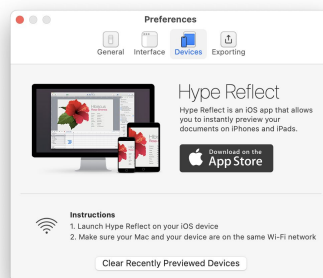 Preferences
General Interface Devices Exporting
Hype Reflect
Hype Reflect is an iOS app that allows
you to instantly preview your
documents on iPhones and iPads.
Download on the
App Store
Instructions
1. Launch Hype Reflect on your iOS device
2. Make sure your Mac and your device are on the same Wi-Fi network
Clear Recently Previewed Devices